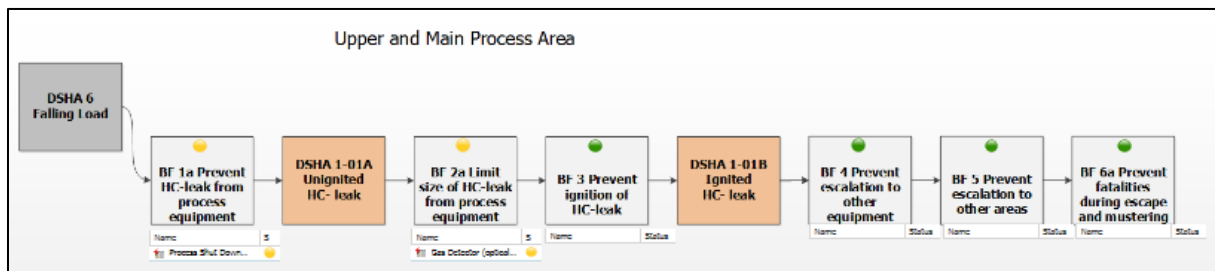 Upper and Main Process Area
DSHA 6
Falling Load
BF 1a Prevent
HC-leak from
process
equipment
Name S
Process Shut Down...
DSHA 1-01A
Unignited
HC- leak
BF 2a Limit
size of HC-leak
from process
equipment
Name S
Gas Detector (optical...
BF 3 Prevent
ignition of
HC-leak
Name Status
DSHA 1-01B
Ignited
HC- leak
BF 4 Prevent
escalation to
other
equipment
Name Status
BF 5 Prevent
escalation to
other areas
Name Status
BF 6a Prevent
fatalities
during escape
and mustering
Name Status